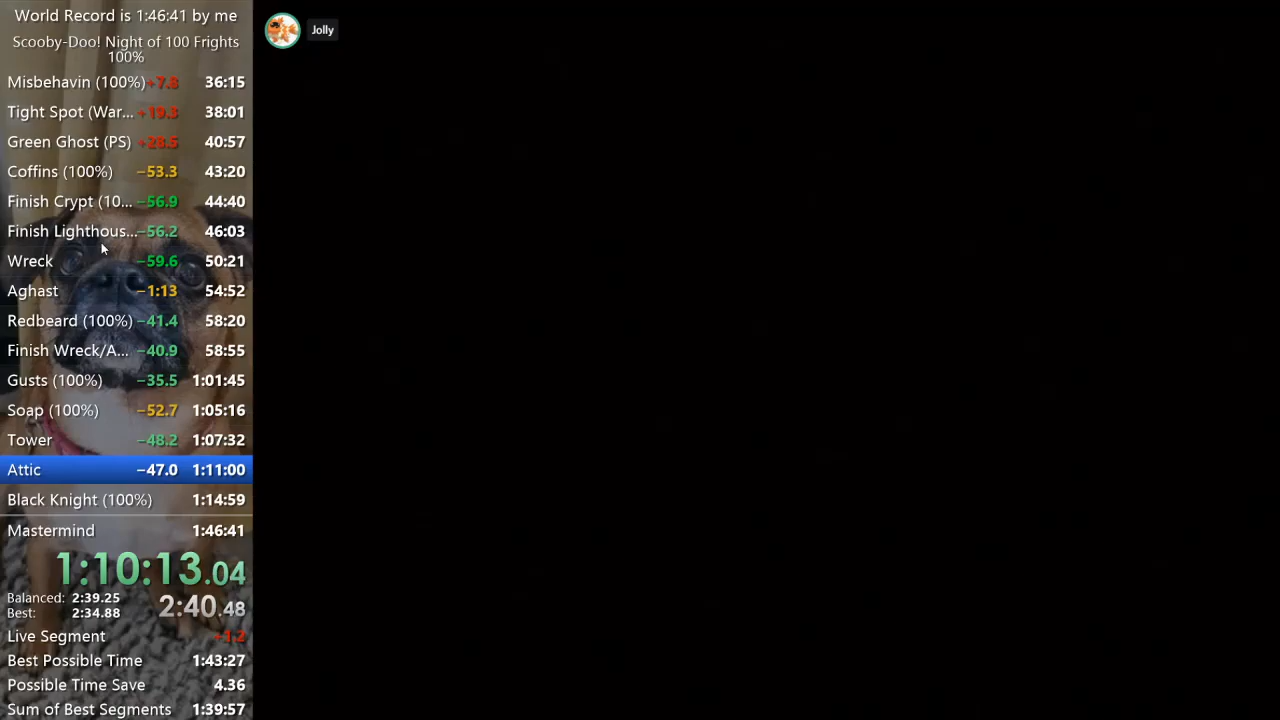 World Record is 1:46:41 by me
Jolly
Scooby-Doo! Night of 100 Frights
100%
Misbehavin (100%) +7.8 36:15
Tight Spot (War... +19.3 38:01
Green Ghost (PS) +28.5 40:57
Coffins (100%) −53.3 43:20
Finish Crypt (10... −56.9 44:40
Finish Lighthous... −56.2 46:03
Wreck −59.6 50:21
Aghast −1:13 54:52
Redbeard (100%) −41.4 58:20
Finish Wreck/A... −40.9 58:55
Gusts (100%) −35.5 1:01:45
Soap (100%) −52.7 1:05:16
Tower −48.2 1:07:32
Attic −47.0 1:11:00
Black Knight (100%) 1:14:59
Mastermind 1:46:41
1:10:13.04
Balanced: 2:39.25
Best: 2:34.88
2:40.48
Live Segment +1.2
Best Possible Time 1:43:27
Possible Time Save 4.36
Sum of Best Segments 1:39:57